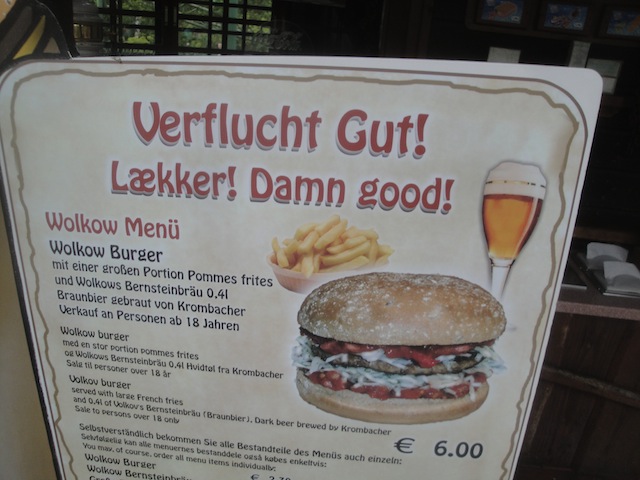 Verflucht Gut!
Lækker! Damn good!
Wolkow Menü
Wolkow Burger
mit einer großen Portion Pommes frites
und Wolkows Bernsteinbräu 0,4l
Braunbier gebraut von Krombacher
Verkauf an Personen ab 18 Jahren
Wolkow burger
med en stor portion pommes frites
og Wolkows Bernsteinbräu 0,4l Hvidtøl fra Krombacher
Salg til personer over 18 år
Volkov burger
served with large French fries
and 0,4l of Volkov's Bernsteinbräu (Braunbier), Dark beer brewed by Krombacher
Sale to persons over 18 only
€ 6.00
Selbstverständlich bekommen Sie alle Bestandteile des Menüs auch einzeln:
Selvfølgelig kan alle menuernes bestanddele også købes enkeltvis:
You may, of course, order all menu items individually:
Wolkow Burger
Wolkow Bernsteinbräu
€